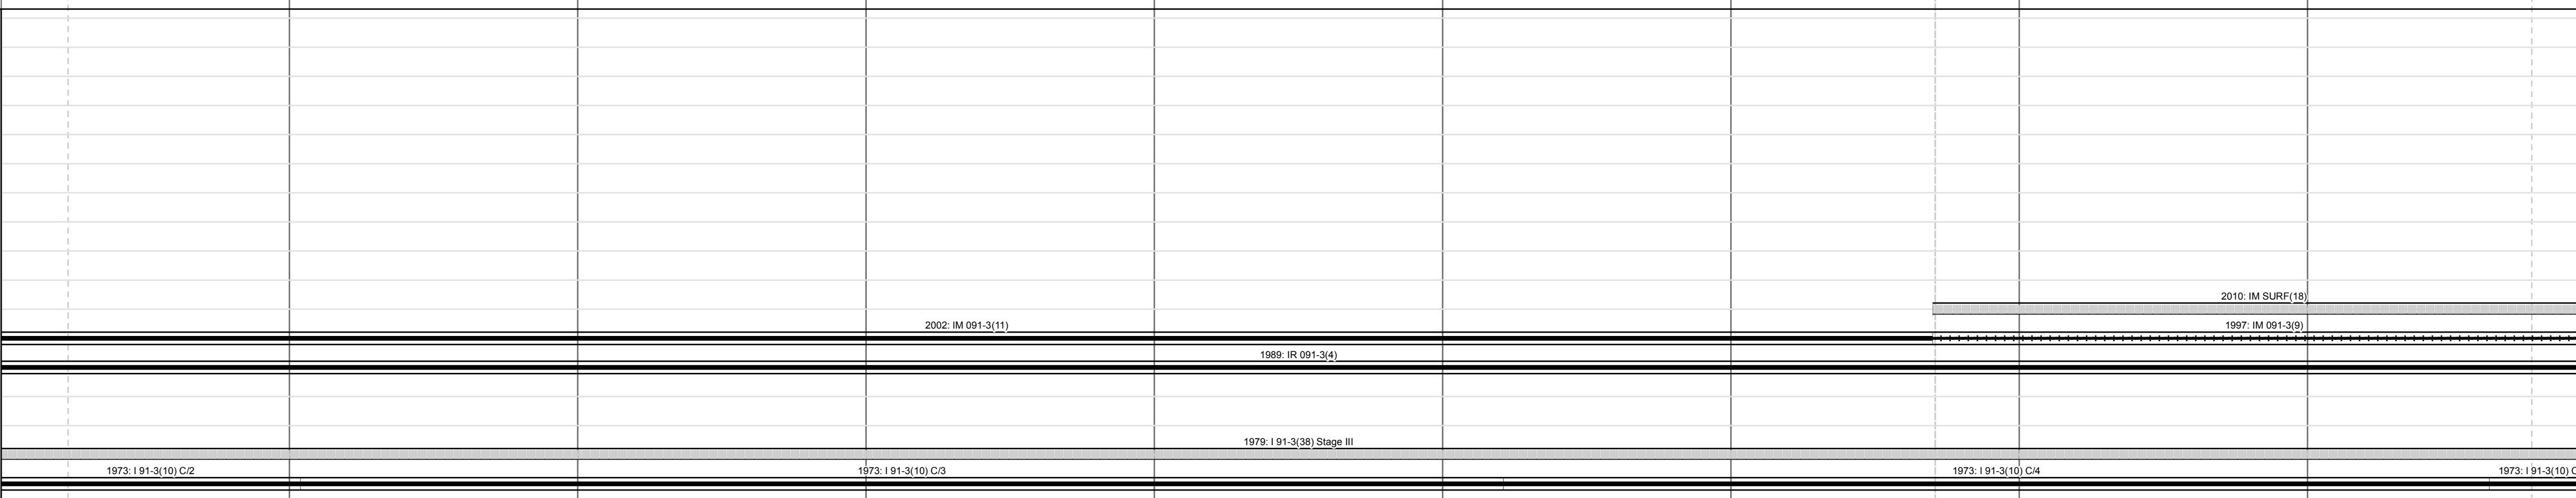 2010: IM SURF(18)
2002: IM 091-3(11)
1997: IM 091-3(9)
1989: IR 091-3(4)
1979: I 91-3(38) Stage III
1973: I 91-3(10) C/2
1973: I 91-3(10) C/3
1973: I 91-3(10) C/4
1973: I 91-3(10) C